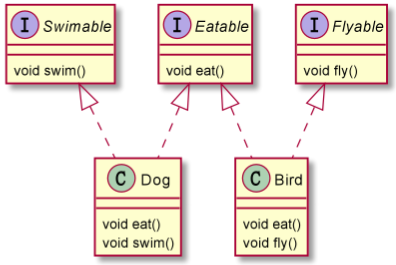 I Swimable
void swim()
I Eatable
void eat()
I Flyable
void fly()
C Dog
void eat()
void swim()
C Bird
void eat()
void fly()